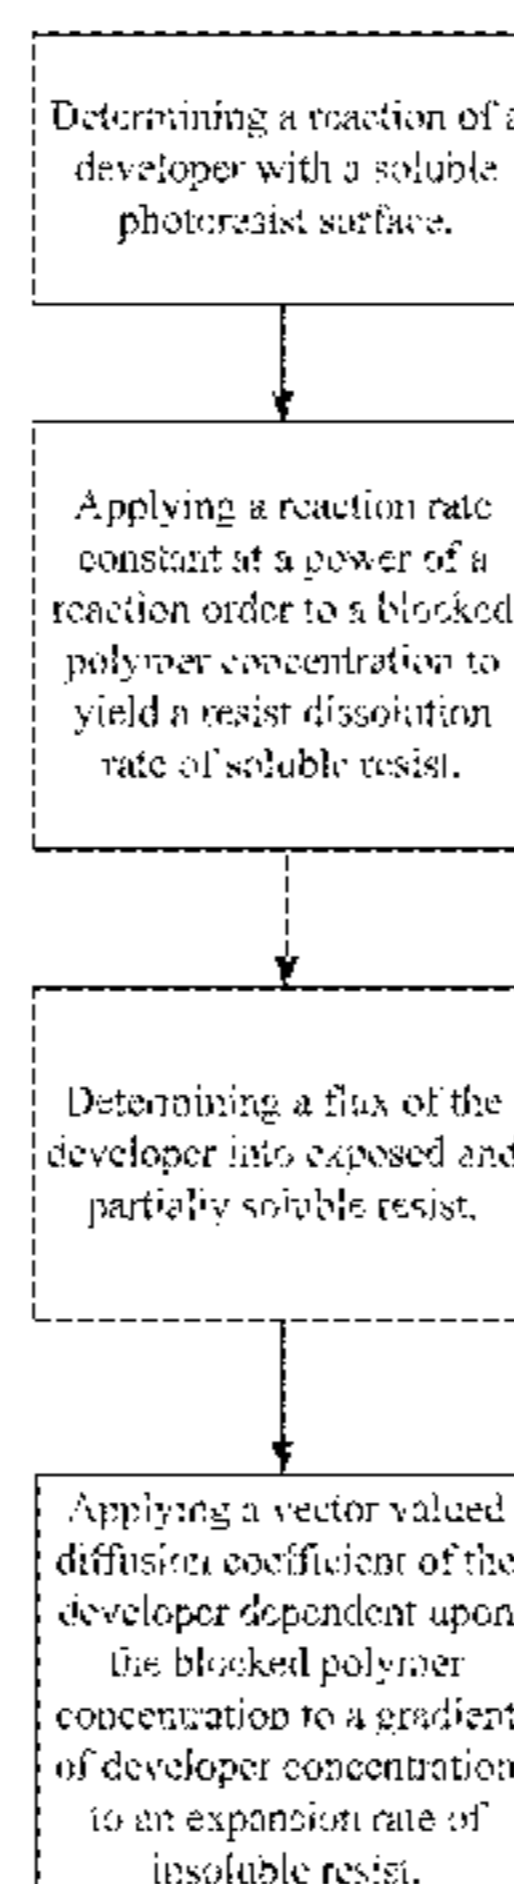 Determining a reaction of a
developer with a soluble
photoresist surface.
Applying a reaction rate
constant at a power of a
reaction order to a blocked
polymer concentration to
yield a resist dissolution
rate of soluble resist.
Determining a flux of the
developer into exposed and
partially soluble resist.
Applying a vector valued
diffusion coefficient of the
developer dependent upon
the blocked polymer
concentration to a gradient
of developer concentration
to an expansion rate of
insoluble resist.